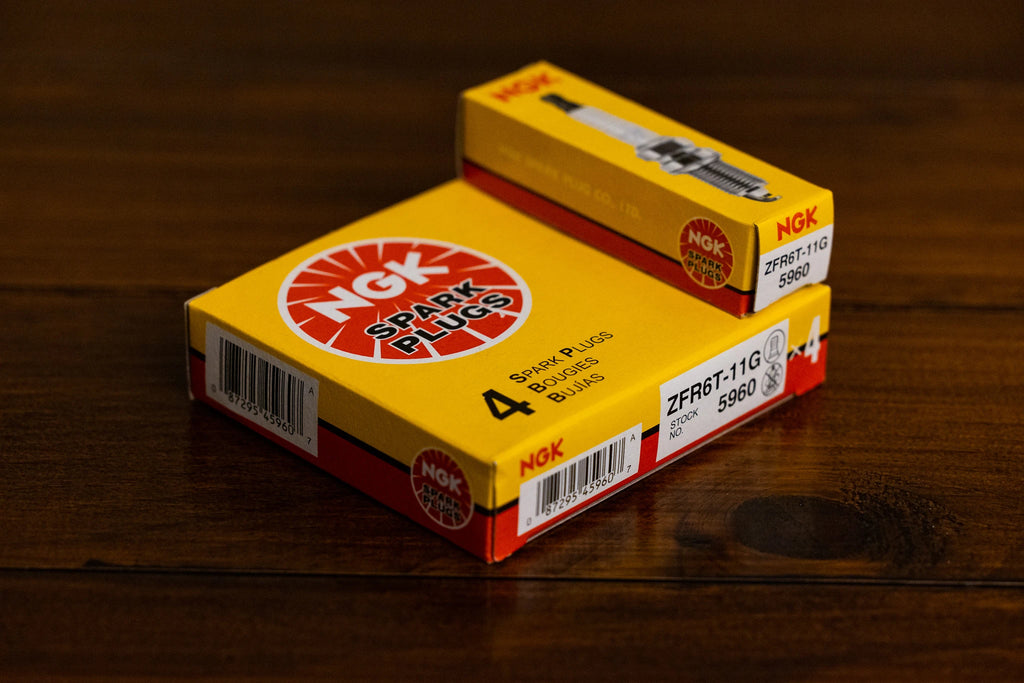 NGK
NGK SPARK PLUG CO., LTD.
NGK
SPARK
PLUGS
NGK
ZFR6T-11G
5960
NGK
SPARK
PLUGS
4 SPARK PLUGS
BOUGIES
BUJÍAS
0 87295 45960 7
NGK
SPARK
PLUGS
NGK
A
0 87295 45960 7
ZFR6T-11G
STOCK
NO. 5960
×4